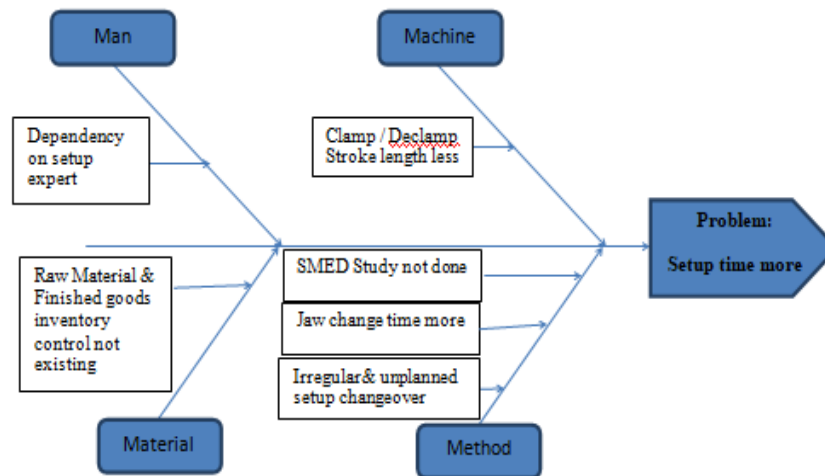 Man
Machine
Dependency
on setup
expert
Clamp / Declamp
Stroke length less
Problem:
Setup time more
Raw Material &
Finished goods
inventory
control not
existing
SMED Study not done
Jaw change time more
Irregular& unplanned
setup changeover
Material
Method